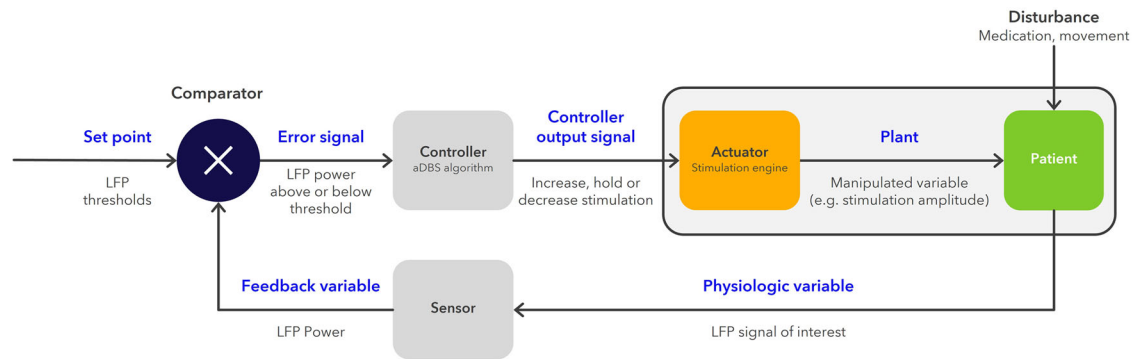 Disturbance
Medication, movement
Comparator
Set point
LFP
thresholds
Error signal
LFP power
above or below
threshold
Controller
aDBS algorithm
Controller
output signal
Increase, hold or
decrease stimulation
Actuator
Stimulation engine
Plant
Manipulated variable
(e.g. stimulation amplitude)
Patient
Feedback variable
LFP Power
Sensor
Physiologic variable
LFP signal of interest